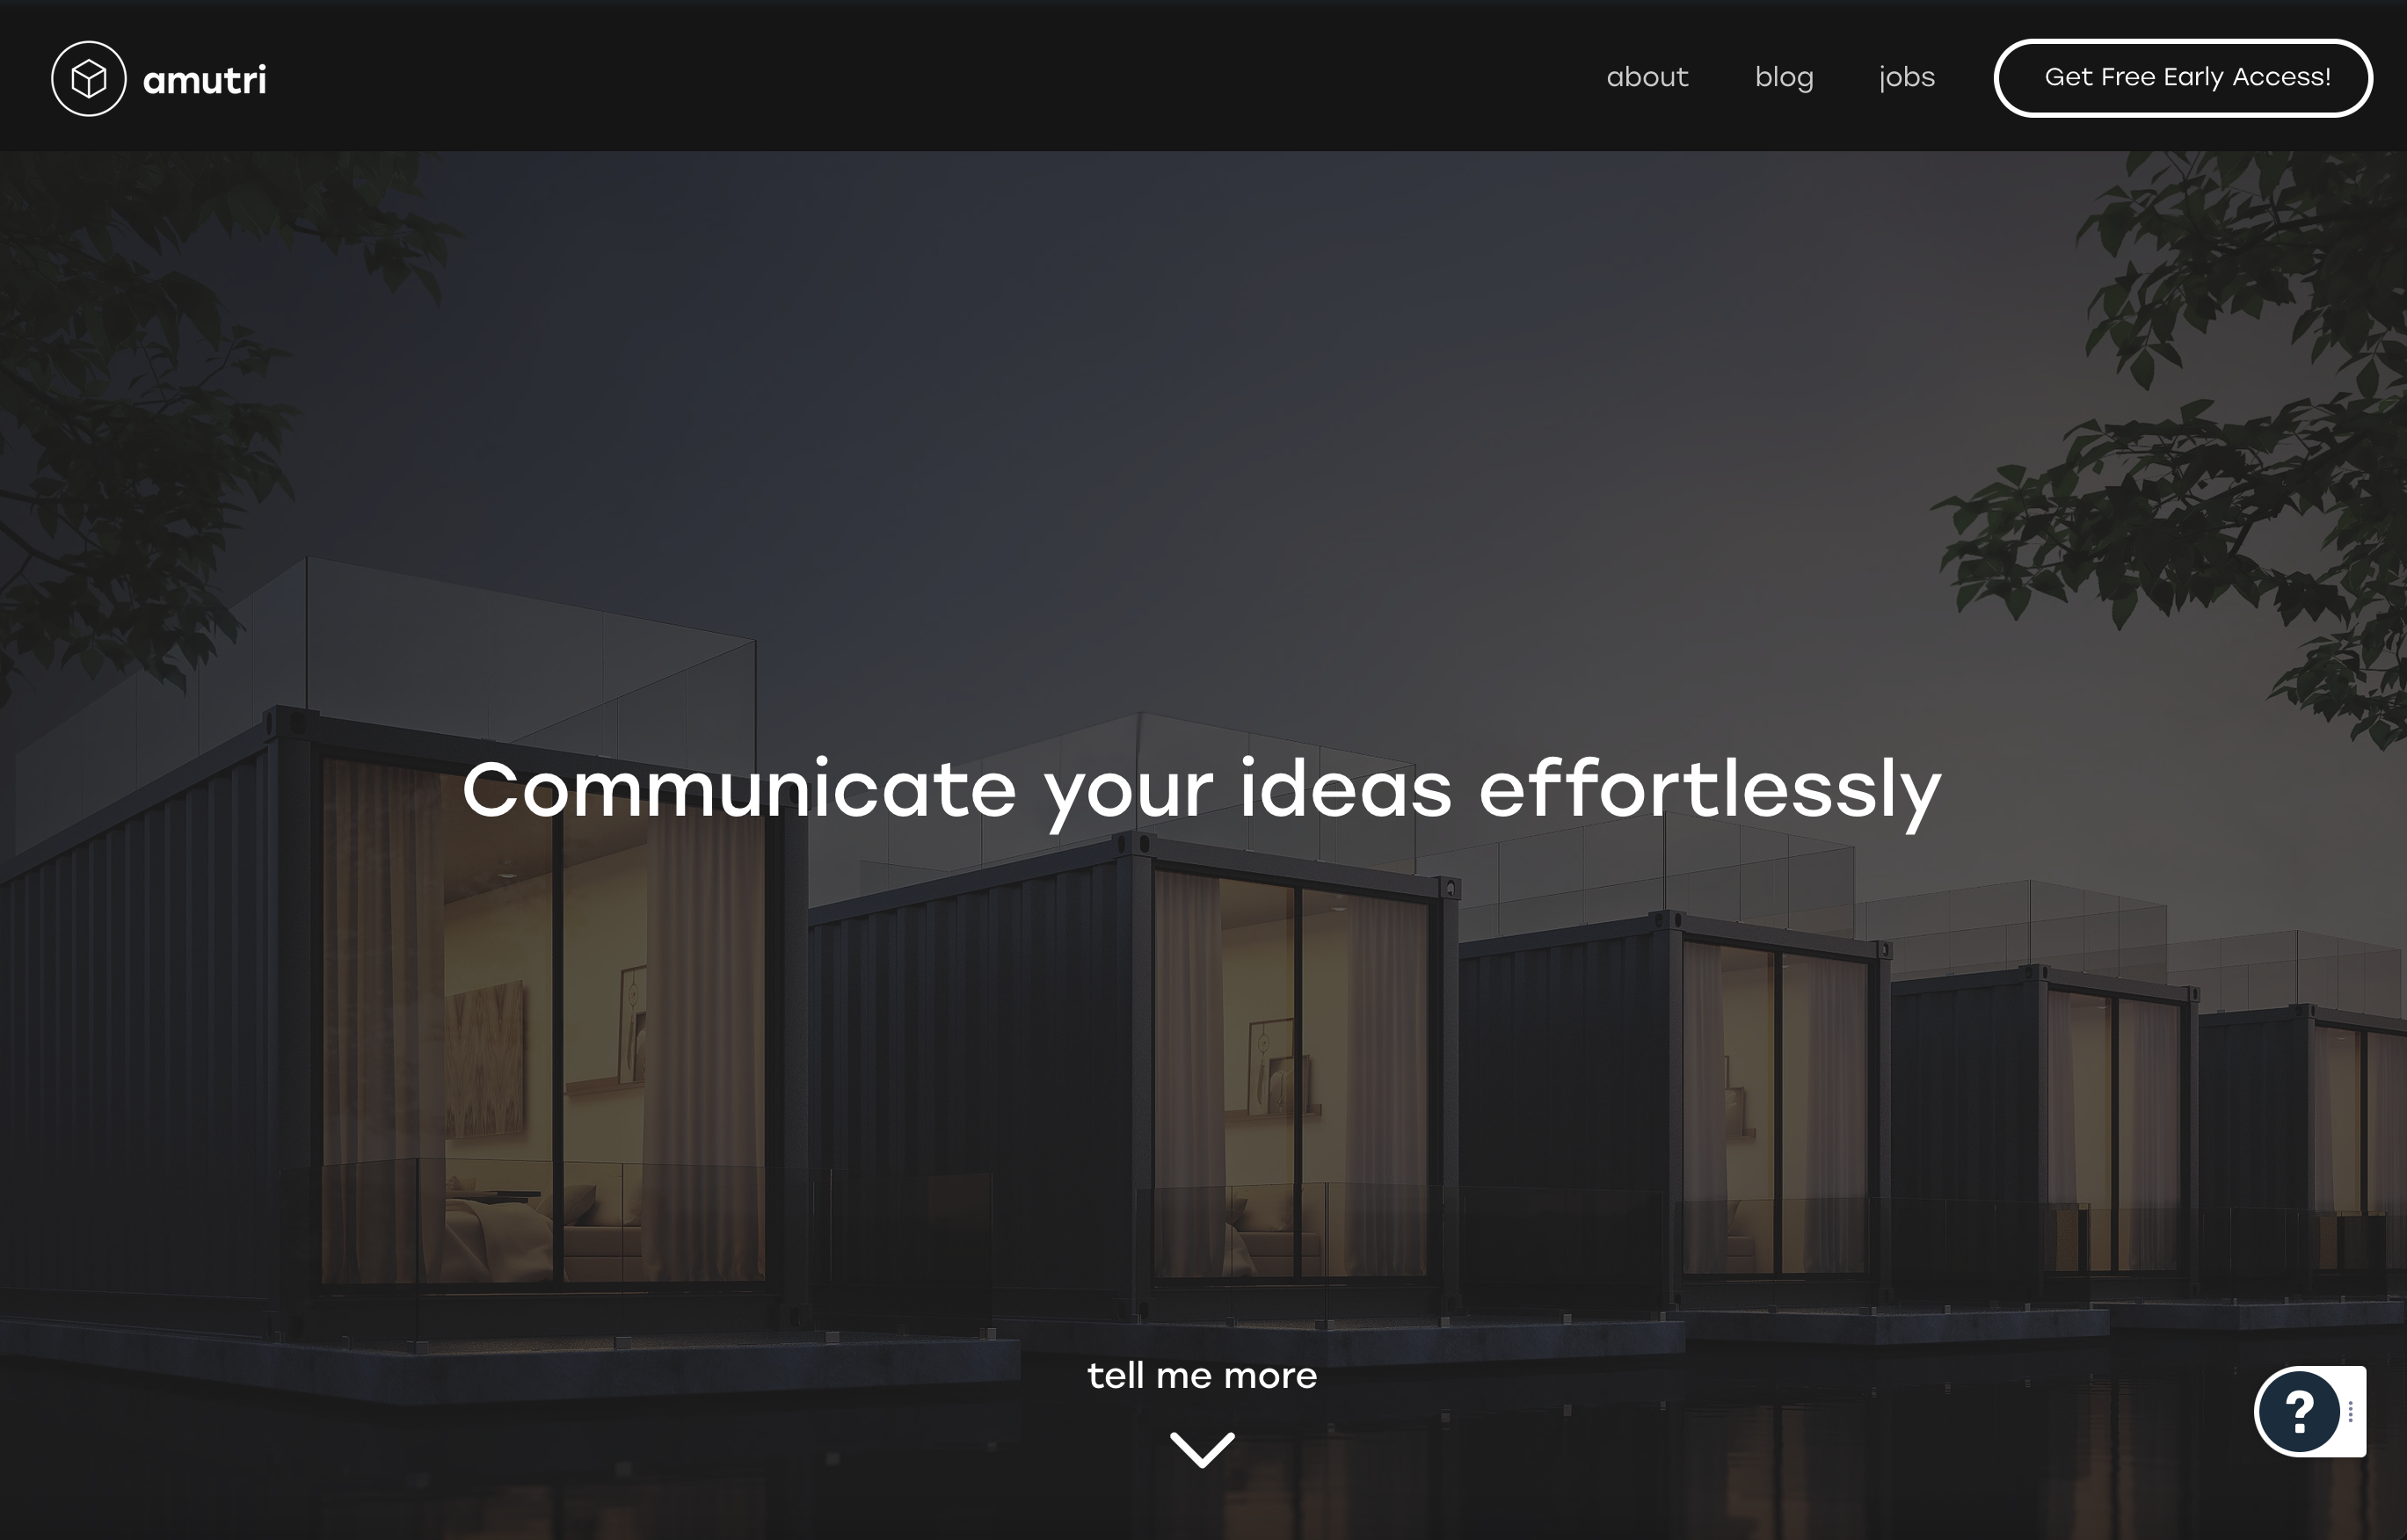 amutri
about
blog
jobs
Get Free Early Access!
Communicate your ideas effortlessly
tell me more
?